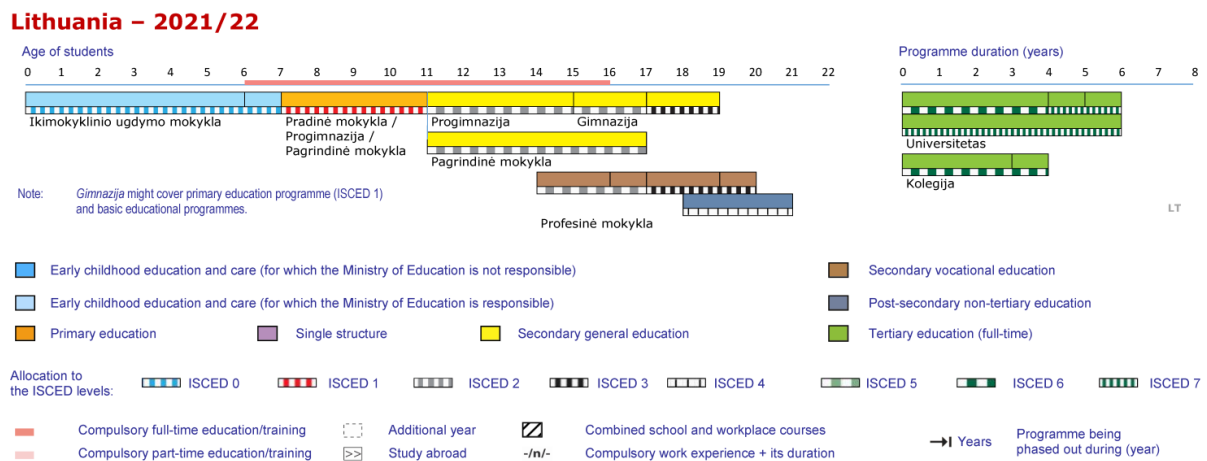 Lithuania – 2021/22
Age of students
Programme duration (years)
0 1 2 3 4 5 6 7 8 9 10 11 12 13 14 15 16 17 18 19 20 21 22
0 1 2 3 4 5 6 7 8
Ikimokyklinio ugdymo mokykla
Pradinė mokykla /
Progimnazija /
Pagrindinė mokykla
Progimnazija
Gimnazija
Pagrindinė mokykla
Profesinė mokykla
Universitetas
Kolegija
Note: Gimnazija might cover primary education programme (ISCED 1)
and basic educational programmes.
LT
Early childhood education and care (for which the Ministry of Education is not responsible)
Secondary vocational education
Early childhood education and care (for which the Ministry of Education is responsible)
Post-secondary non-tertiary education
Primary education
Single structure
Secondary general education
Tertiary education (full-time)
Allocation to
the ISCED levels:
ISCED 0
ISCED 1
ISCED 2
ISCED 3
ISCED 4
ISCED 5
ISCED 6
ISCED 7
Compulsory full-time education/training
Additional year
Combined school and workplace courses
Years
Programme being
phased out during (year)
Compulsory part-time education/training
>> Study abroad
-/n/- Compulsory work experience + its duration